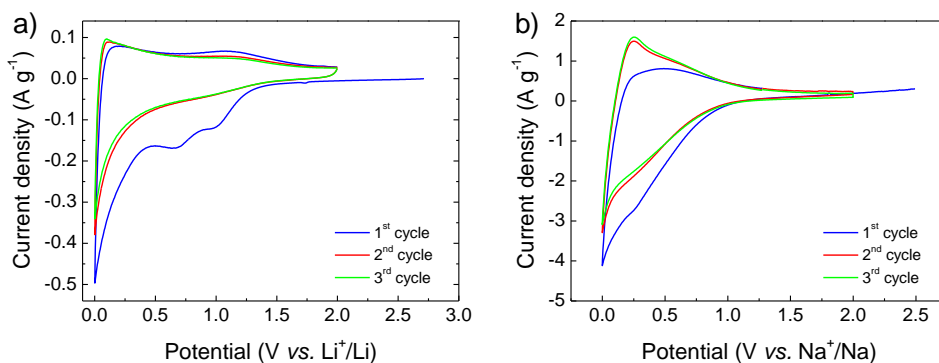 a)
Current density (A g⁻¹)
0.1
0.0
-0.1
-0.2
-0.3
-0.4
-0.5
1ˢᵗ cycle
2ⁿᵈ cycle
3ʳᵈ cycle
0.0 0.5 1.0 1.5 2.0 2.5 3.0
Potential (V vs. Li⁺/Li)
b)
Current density (A g⁻¹)
2
1
0
-1
-2
-3
-4
-5
1ˢᵗ cycle
2ⁿᵈ cycle
3ʳᵈ cycle
0.0 0.5 1.0 1.5 2.0 2.5
Potential (V vs. Na⁺/Na)